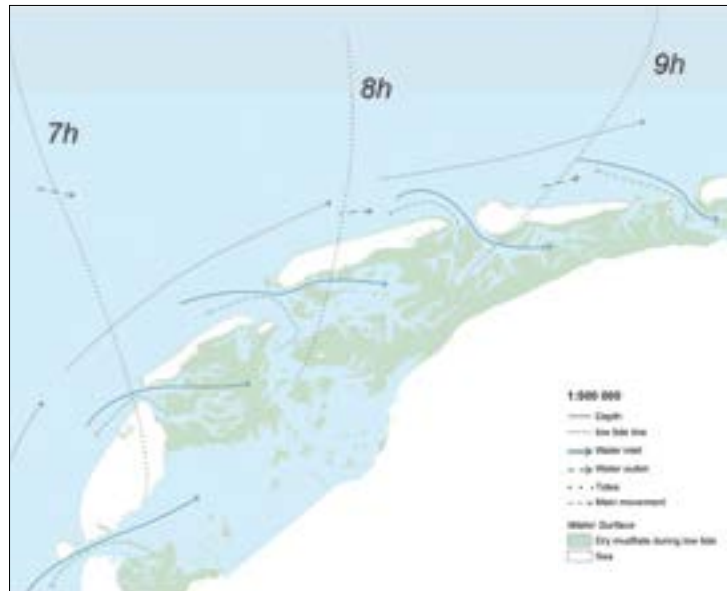 9h
8h
7h
1:500 000
Depth
low tide line
Water inlet
Water outlet
Tides
Main movement
Water Surface
Dry mudflats during low tide
Sea